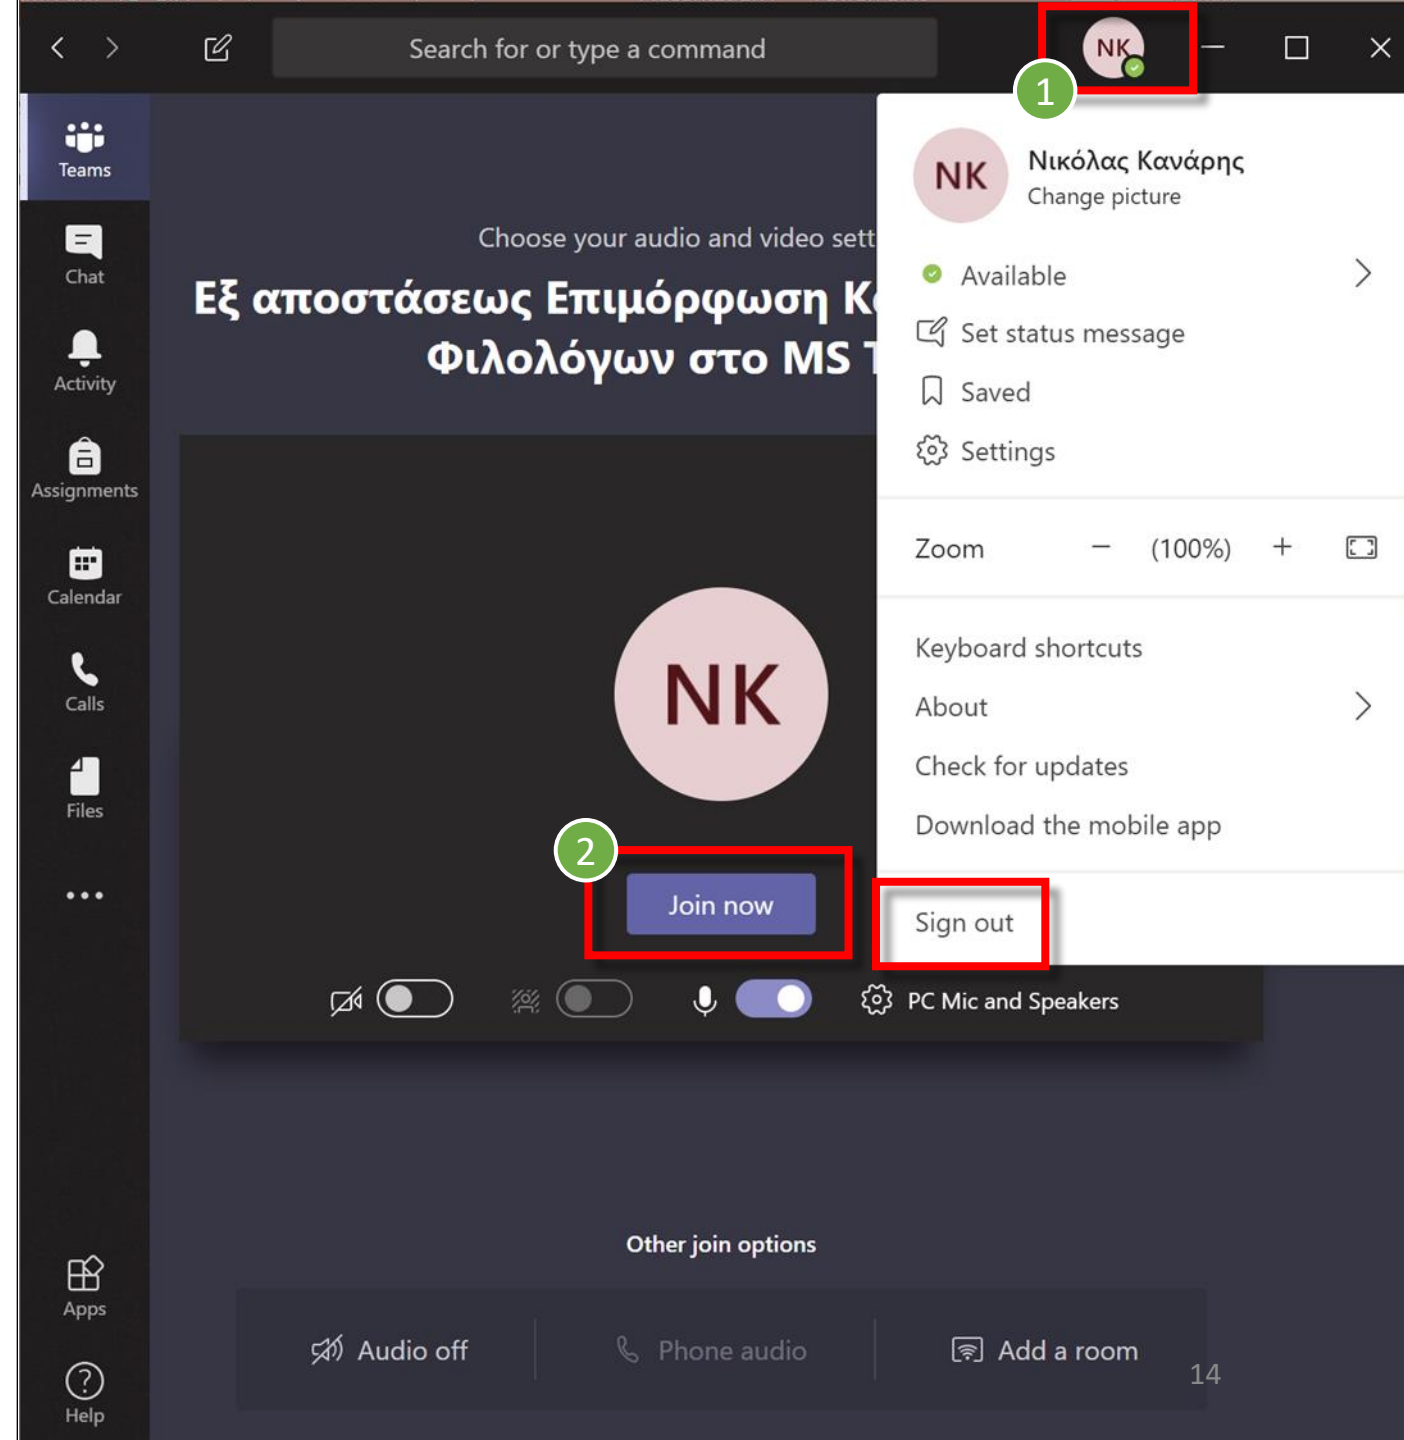 Search for or type a command
NK
1
Teams
Chat
Activity
Assignments
Calendar
Calls
Files
Apps
Help
Choose your audio and video sett
Εξ αποστάσεως Επιμόρφωση Κ
Φιλολόγων στο MS T
NK
2
Join now
PC Mic and Speakers
Other join options
Audio off
Phone audio
Add a room
14
NK
Νικόλας Κανάρης
Change picture
Available
Set status message
Saved
Settings
Zoom − (100%) +
Keyboard shortcuts
About
Check for updates
Download the mobile app
Sign out